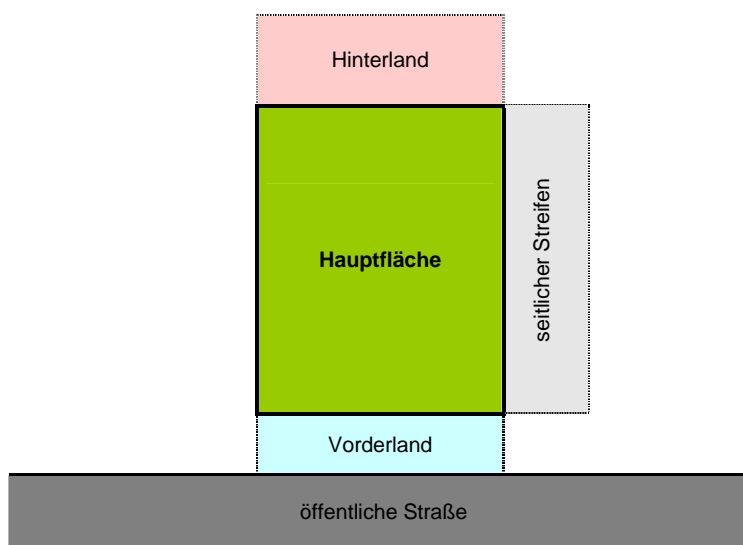 Hinterland
Hauptfläche
seitlicher Streifen
Vorderland
öffentliche Straße